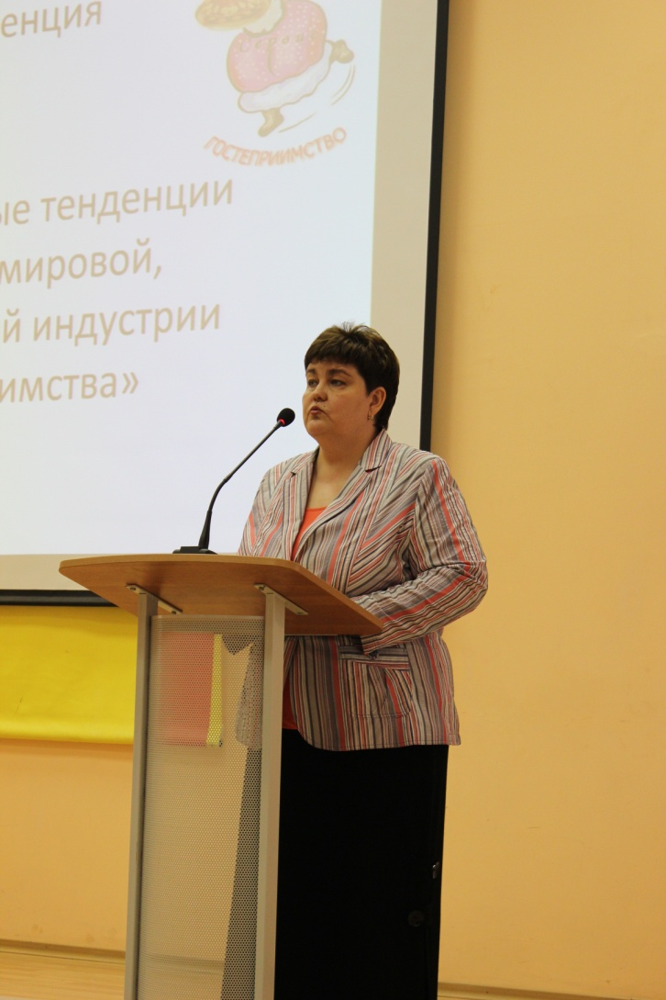 енция
ГОСТЕПРИИМСТВО
ые тенденции
мировой,
й индустрии
имства»